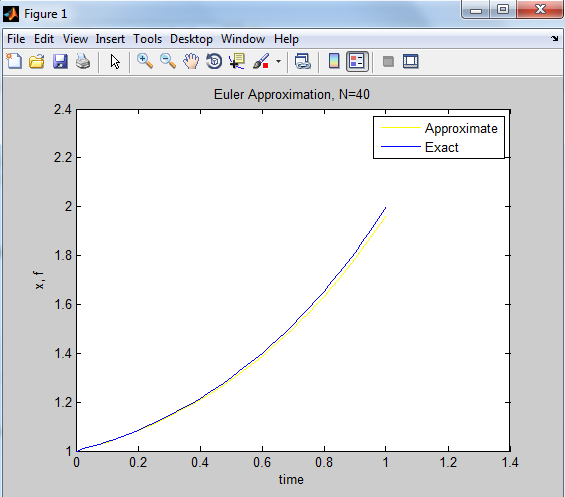 Figure 1
File Edit View Insert Tools Desktop Window Help
Euler Approximation, N=40
2.4
Approximate
Exact
2.2
2
1.8
x, f
1.6
1.4
1.2
1
0 0.2 0.4 0.6 0.8 1 1.2 1.4
time